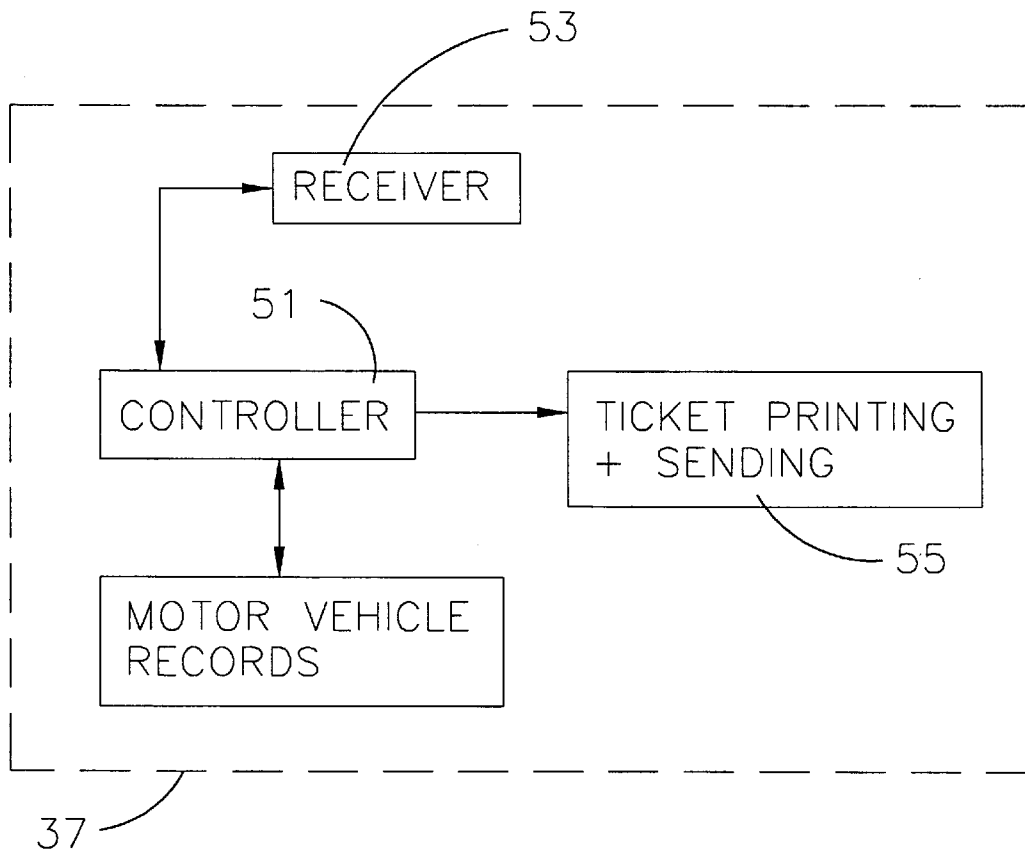 53
RECEIVER
51
CONTROLLER
TICKET PRINTING
+ SENDING
55
MOTOR VEHICLE
RECORDS
37